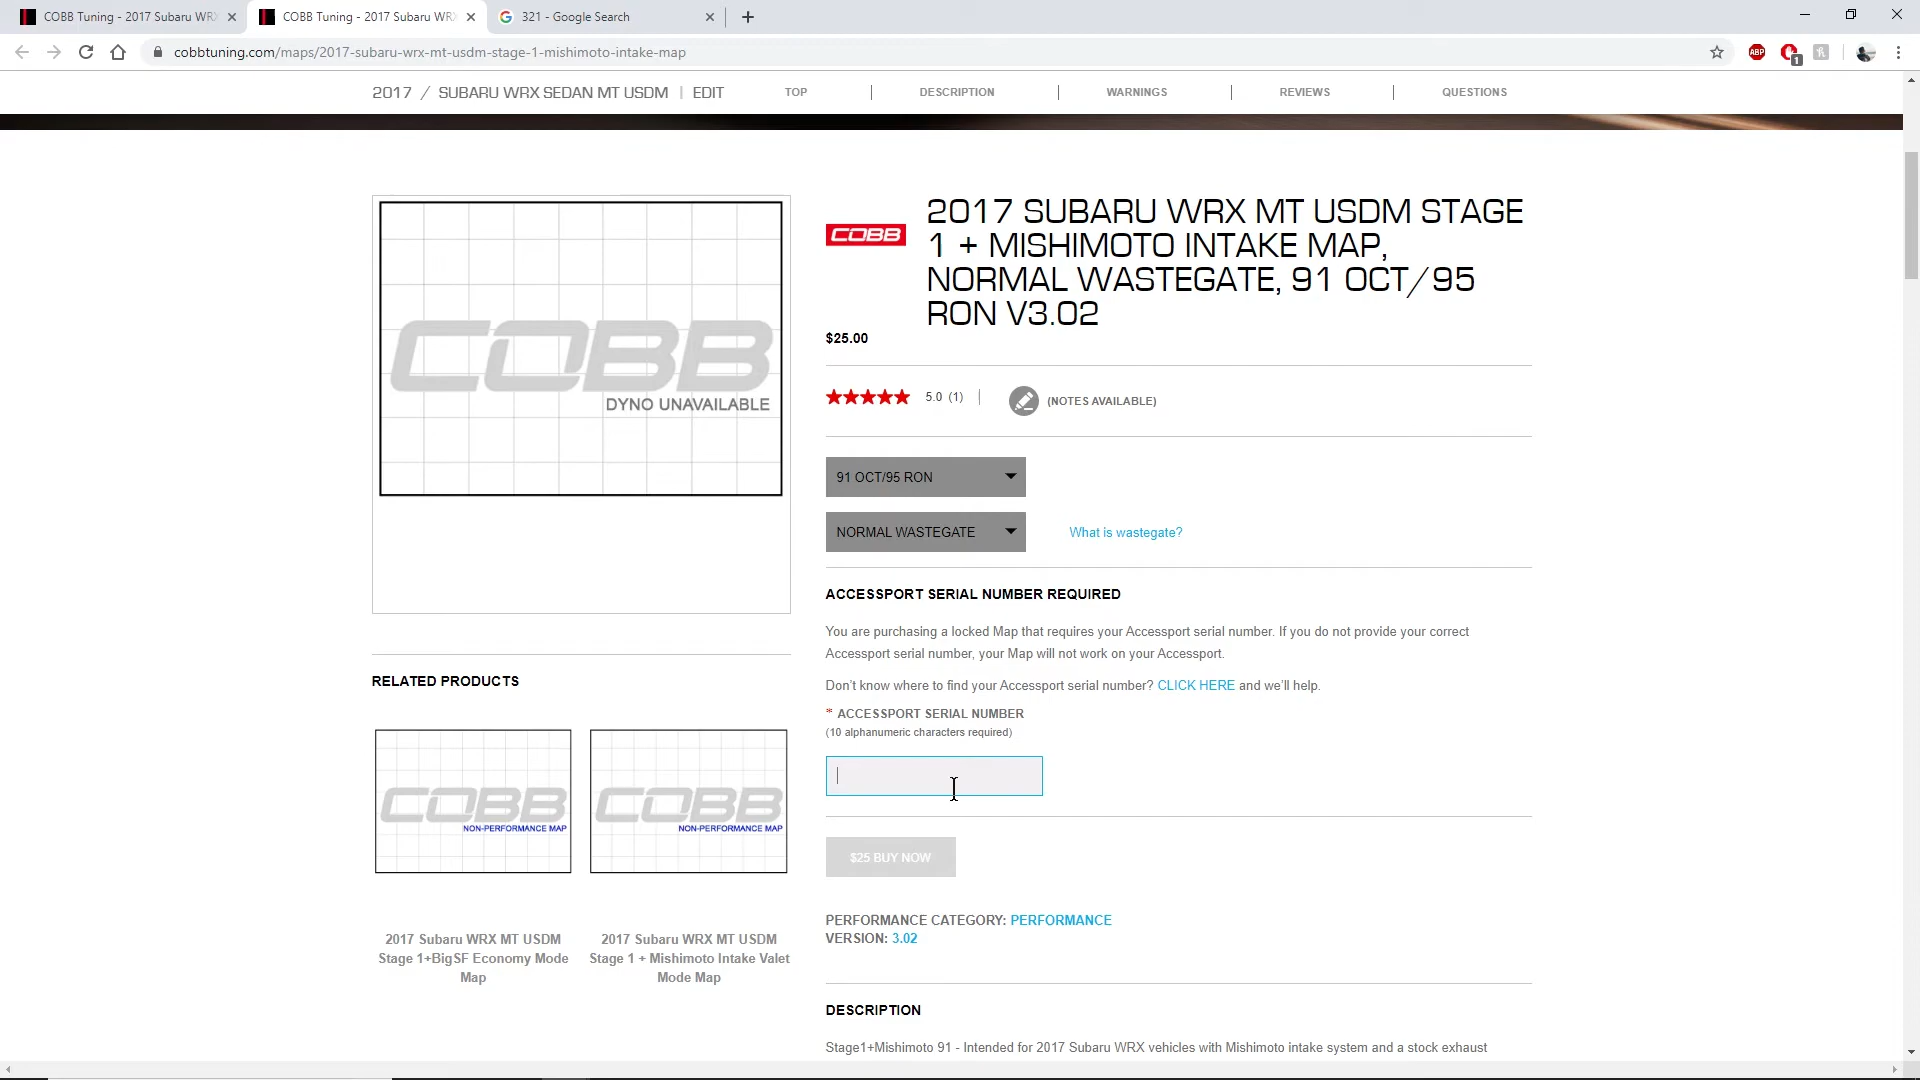 COBB Tuning - 2017 Subaru WRX
COBB Tuning - 2017 Subaru WRX
321 - Google Search
cobbtuning.com/maps/2017-subaru-wrx-mt-usdm-stage-1-mishimoto-intake-map
ABP
1
2017 / SUBARU WRX SEDAN MT USDM | EDIT
TOP
DESCRIPTION
WARNINGS
REVIEWS
QUESTIONS
COBB
DYNO UNAVAILABLE
COBB
2017 SUBARU WRX MT USDM STAGE
1 + MISHIMOTO INTAKE MAP,
NORMAL WASTEGATE, 91 OCT/95
RON V3.02
$25.00
5.0 (1)
(NOTES AVAILABLE)
91 OCT/95 RON
NORMAL WASTEGATE
What is wastegate?
ACCESSPORT SERIAL NUMBER REQUIRED
You are purchasing a locked Map that requires your Accessport serial number. If you do not provide your correct
Accessport serial number, your Map will not work on your Accessport.
Don't know where to find your Accessport serial number? CLICK HERE and we'll help.
* ACCESSPORT SERIAL NUMBER
(10 alphanumeric characters required)
$25 BUY NOW
PERFORMANCE CATEGORY: PERFORMANCE
VERSION: 3.02
DESCRIPTION
Stage1+Mishimoto 91 - Intended for 2017 Subaru WRX vehicles with Mishimoto intake system and a stock exhaust
RELATED PRODUCTS
COBB
NON-PERFORMANCE MAP
COBB
NON-PERFORMANCE MAP
2017 Subaru WRX MT USDM
Stage 1+BigSF Economy Mode
Map
2017 Subaru WRX MT USDM
Stage 1 + Mishimoto Intake Valet
Mode Map